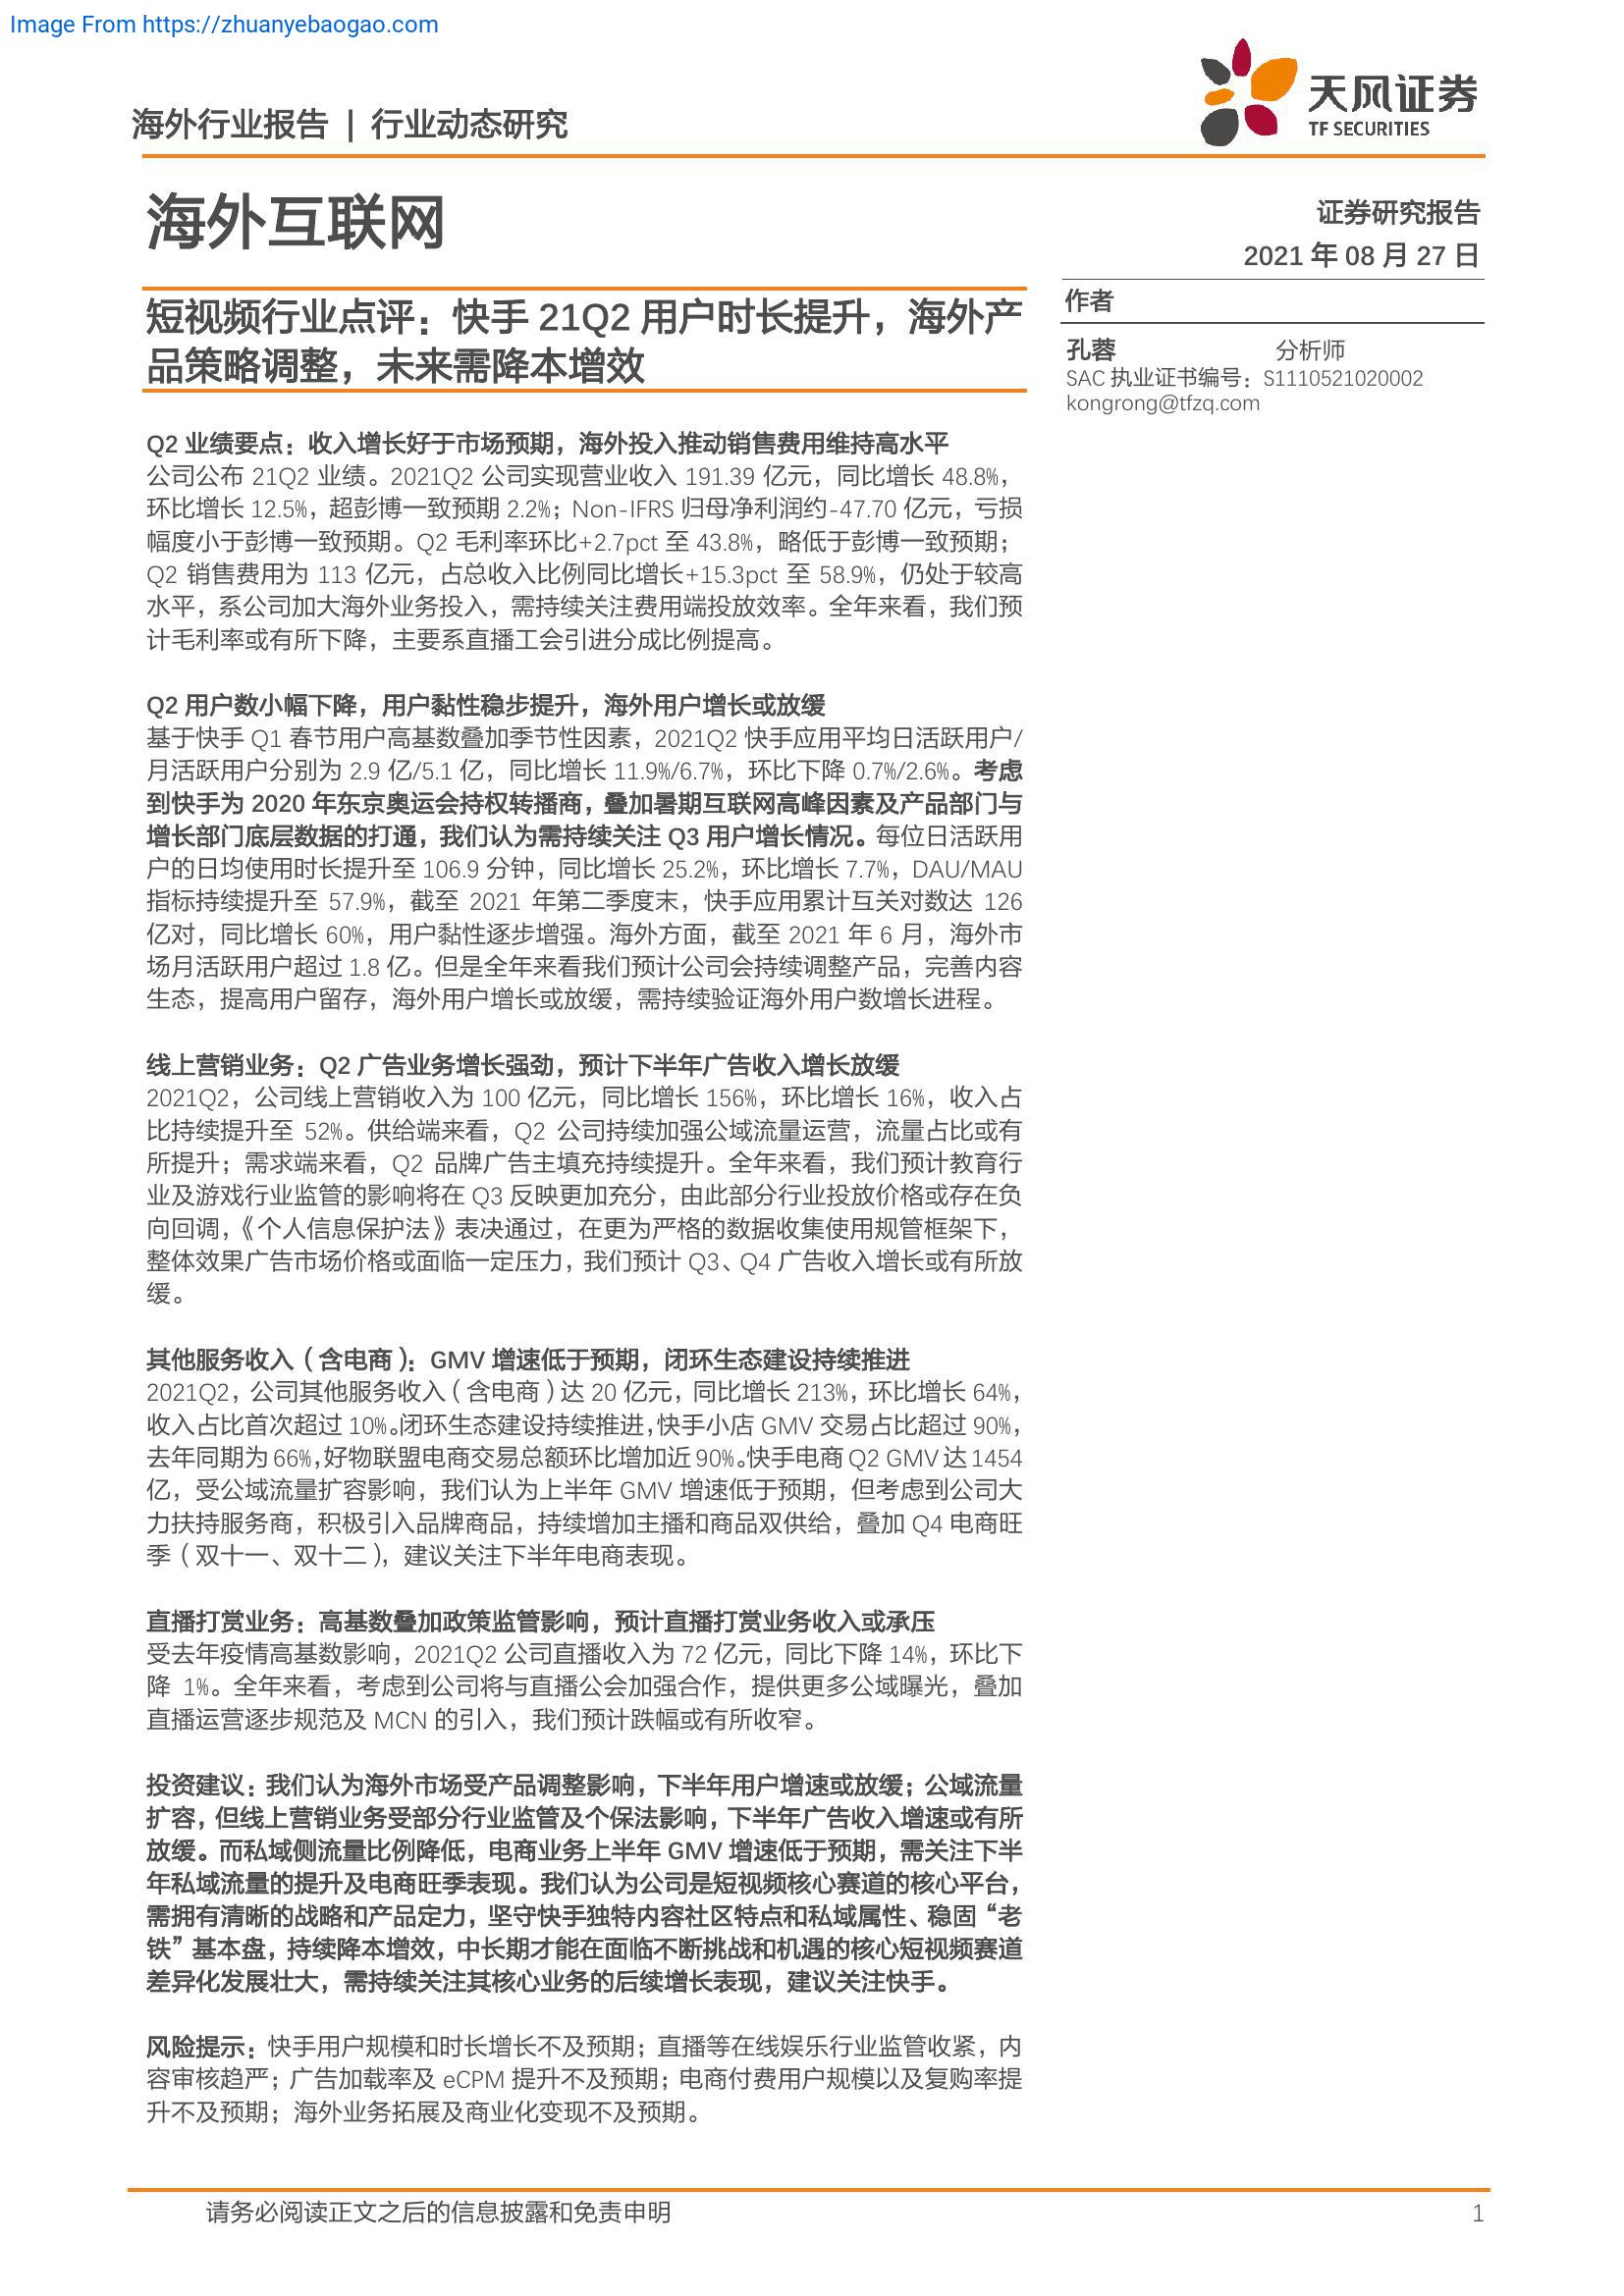 Image From https://zhuanyebaogao.com
天风证券
TF SECURITIES
海外行业报告 | 行业动态研究
海外互联网
证券研究报告
2021 年 08 月 27 日
短视频行业点评：快手 21Q2 用户时长提升，海外产
品策略调整，未来需降本增效
作者
孔蓉 分析师
SAC 执业证书编号：S1110521020002
kongrong@tfzq.com
Q2 业绩要点：收入增长好于市场预期，海外投入推动销售费用维持高水平
公司公布 21Q2 业绩。2021Q2 公司实现营业收入 191.39 亿元，同比增长 48.8%，
环比增长 12.5%，超彭博一致预期 2.2%；Non-IFRS 归母净利润约-47.70 亿元，亏损
幅度小于彭博一致预期。Q2 毛利率环比+2.7pct 至 43.8%，略低于彭博一致预期；
Q2 销售费用为 113 亿元，占总收入比例同比增长+15.3pct 至 58.9%，仍处于较高
水平，系公司加大海外业务投入，需持续关注费用端投放效率。全年来看，我们预
计毛利率或有所下降，主要系直播工会引进分成比例提高。
Q2 用户数小幅下降，用户黏性稳步提升，海外用户增长或放缓
基于快手 Q1 春节用户高基数叠加季节性因素，2021Q2 快手应用平均日活跃用户/
月活跃用户分别为 2.9 亿/5.1 亿，同比增长 11.9%/6.7%，环比下降 0.7%/2.6%。考虑
到快手为 2020 年东京奥运会持权转播商，叠加暑期互联网高峰因素及产品部门与
增长部门底层数据的打通，我们认为需持续关注 Q3 用户增长情况。每位日活跃用
户的日均使用时长提升至 106.9 分钟，同比增长 25.2%，环比增长 7.7%，DAU/MAU
指标持续提升至 57.9%，截至 2021 年第二季度末，快手应用累计互关对数达 126
亿对，同比增长 60%，用户黏性逐步增强。海外方面，截至 2021 年 6 月，海外市
场月活跃用户超过 1.8 亿。但是全年来看我们预计公司会持续调整产品，完善内容
生态，提高用户留存，海外用户增长或放缓，需持续验证海外用户数增长进程。
线上营销业务：Q2 广告业务增长强劲，预计下半年广告收入增长放缓
2021Q2，公司线上营销收入为 100 亿元，同比增长 156%，环比增长 16%，收入占
比持续提升至 52%。供给端来看，Q2 公司持续加强公域流量运营，流量占比或有
所提升；需求端来看，Q2 品牌广告主填充持续提升。全年来看，我们预计教育行
业及游戏行业监管的影响将在 Q3 反映更加充分，由此部分行业投放价格或存在负
向回调，《个人信息保护法》表决通过，在更为严格的数据收集使用规管框架下，
整体效果广告市场价格或面临一定压力，我们预计 Q3、Q4 广告收入增长或有所放
缓。
其他服务收入（含电商）：GMV 增速低于预期，闭环生态建设持续推进
2021Q2，公司其他服务收入（含电商）达 20 亿元，同比增长 213%，环比增长 64%，
收入占比首次超过 10%。闭环生态建设持续推进，快手小店 GMV 交易占比超过 90%，
去年同期为 66%，好物联盟电商交易总额环比增加近 90%。快手电商 Q2 GMV 达 1454
亿，受公域流量扩容影响，我们认为上半年 GMV 增速低于预期，但考虑到公司大
力扶持服务商，积极引入品牌商品，持续增加主播和商品双供给，叠加 Q4 电商旺
季（双十一、双十二），建议关注下半年电商表现。
直播打赏业务：高基数叠加政策监管影响，预计直播打赏业务收入或承压
受去年疫情高基数影响，2021Q2 公司直播收入为 72 亿元，同比下降 14%，环比下
降 1%。全年来看，考虑到公司将与直播公会加强合作，提供更多公域曝光，叠加
直播运营逐步规范及 MCN 的引入，我们预计跌幅或有所收窄。
投资建议：我们认为海外市场受产品调整影响，下半年用户增速或放缓；公域流量
扩容，但线上营销业务受部分行业监管及个保法影响，下半年广告收入增速或有所
放缓。而私域侧流量比例降低，电商业务上半年 GMV 增速低于预期，需关注下半
年私域流量的提升及电商旺季表现。我们认为公司是短视频核心赛道的核心平台，
需拥有清晰的战略和产品定力，坚守快手独特内容社区特点和私域属性、稳固“老
铁”基本盘，持续降本增效，中长期才能在面临不断挑战和机遇的核心短视频赛道
差异化发展壮大，需持续关注其核心业务的后续增长表现，建议关注快手。
风险提示：快手用户规模和时长增长不及预期；直播等在线娱乐行业监管收紧，内
容审核趋严；广告加载率及 eCPM 提升不及预期；电商付费用户规模以及复购率提
升不及预期；海外业务拓展及商业化变现不及预期。
请务必阅读正文之后的信息披露和免责申明 1